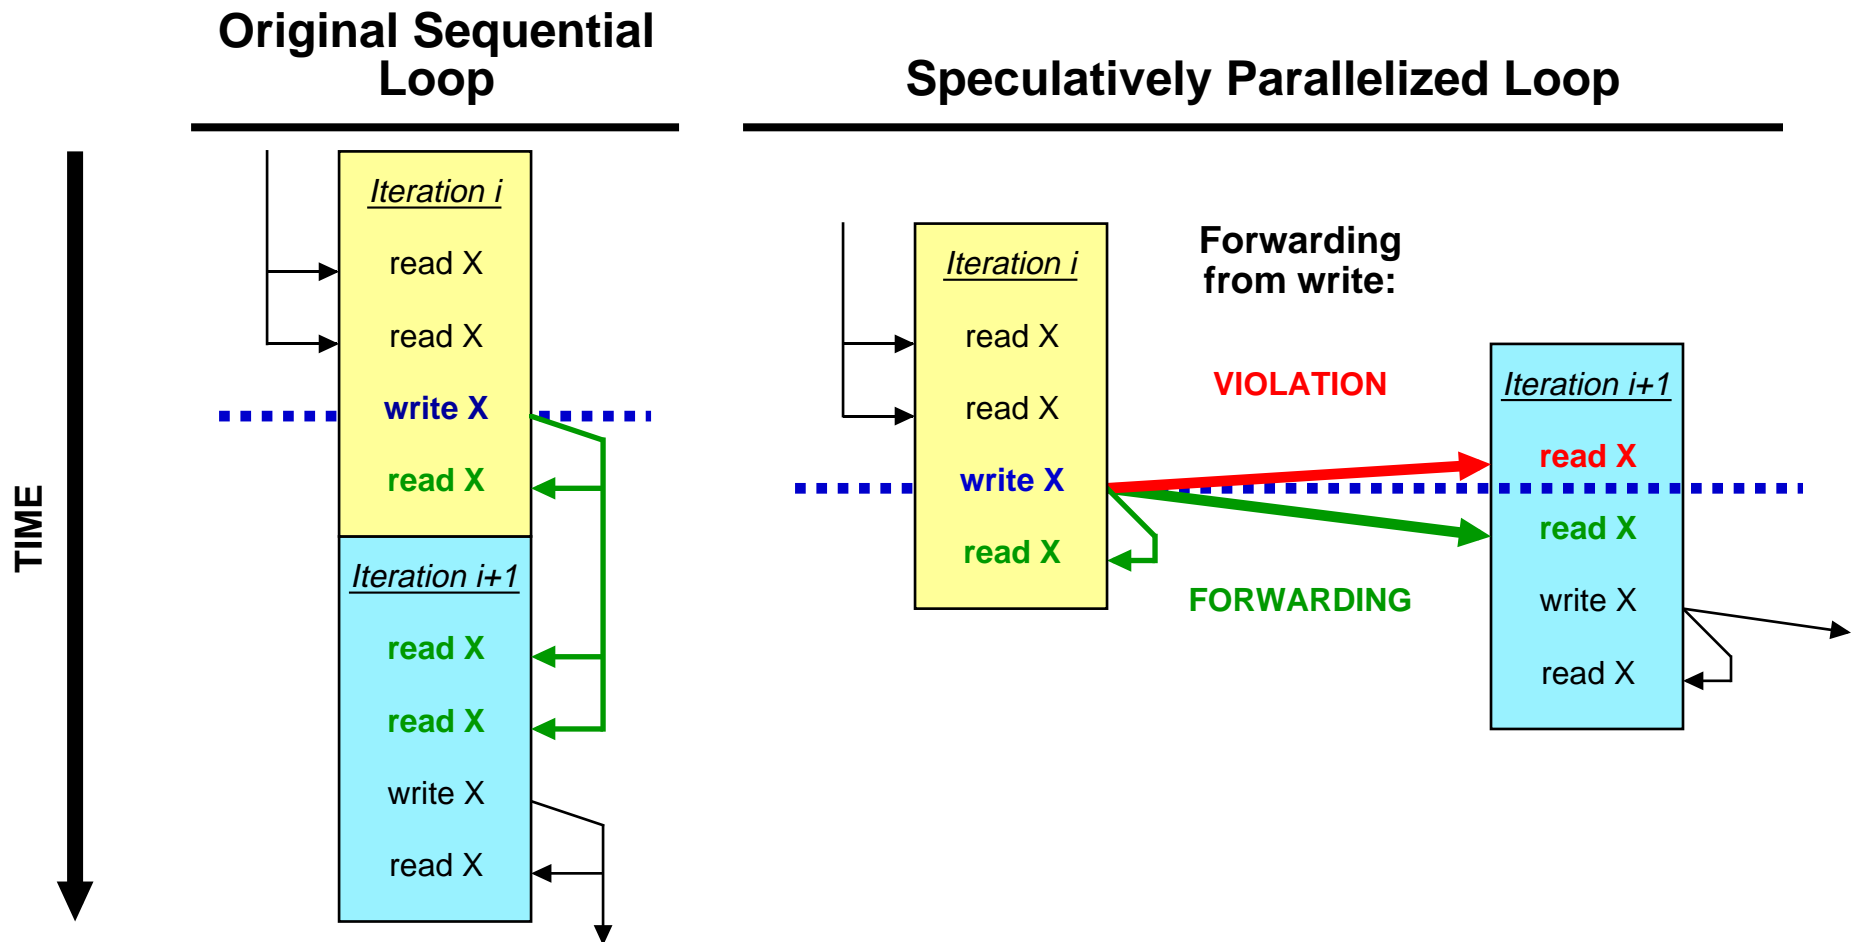 Original Sequential
Loop
Speculatively Parallelized Loop
TIME
Iteration i
read X
read X
write X
read X
Iteration i+1
read X
read X
write X
read X
Iteration i
read X
read X
write X
read X
Forwarding
from write:
VIOLATION
FORWARDING
Iteration i+1
read X
read X
write X
read X